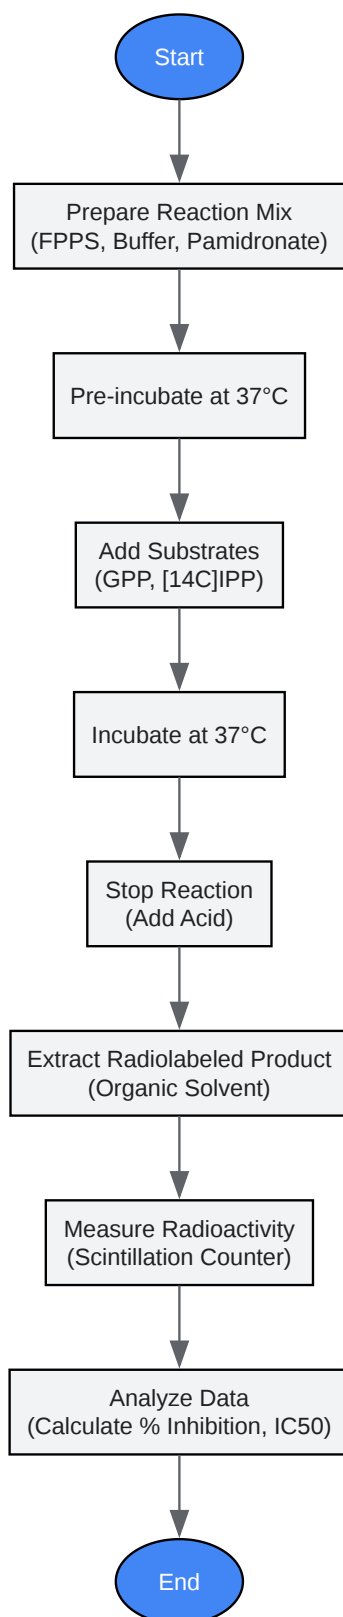 Start
Prepare Reaction Mix
(FPPS, Buffer, Pamidronate)
Pre-incubate at 37°C
Add Substrates
(GPP, [14C]IPP)
Incubate at 37°C
Stop Reaction
(Add Acid)
Extract Radiolabeled Product
(Organic Solvent)
Measure Radioactivity
(Scintillation Counter)
Analyze Data
(Calculate % Inhibition, IC50)
End